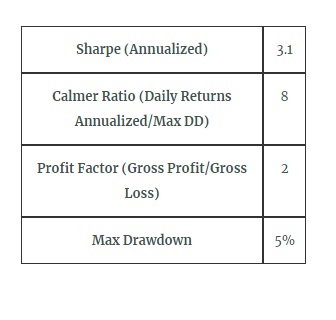 Sharpe (Annualized) 3.1
Calmer Ratio (Daily Returns 8
Annualized/Max DD)
Profit Factor (Gross Profit/Gross 2
Loss)
Max Drawdown 5%